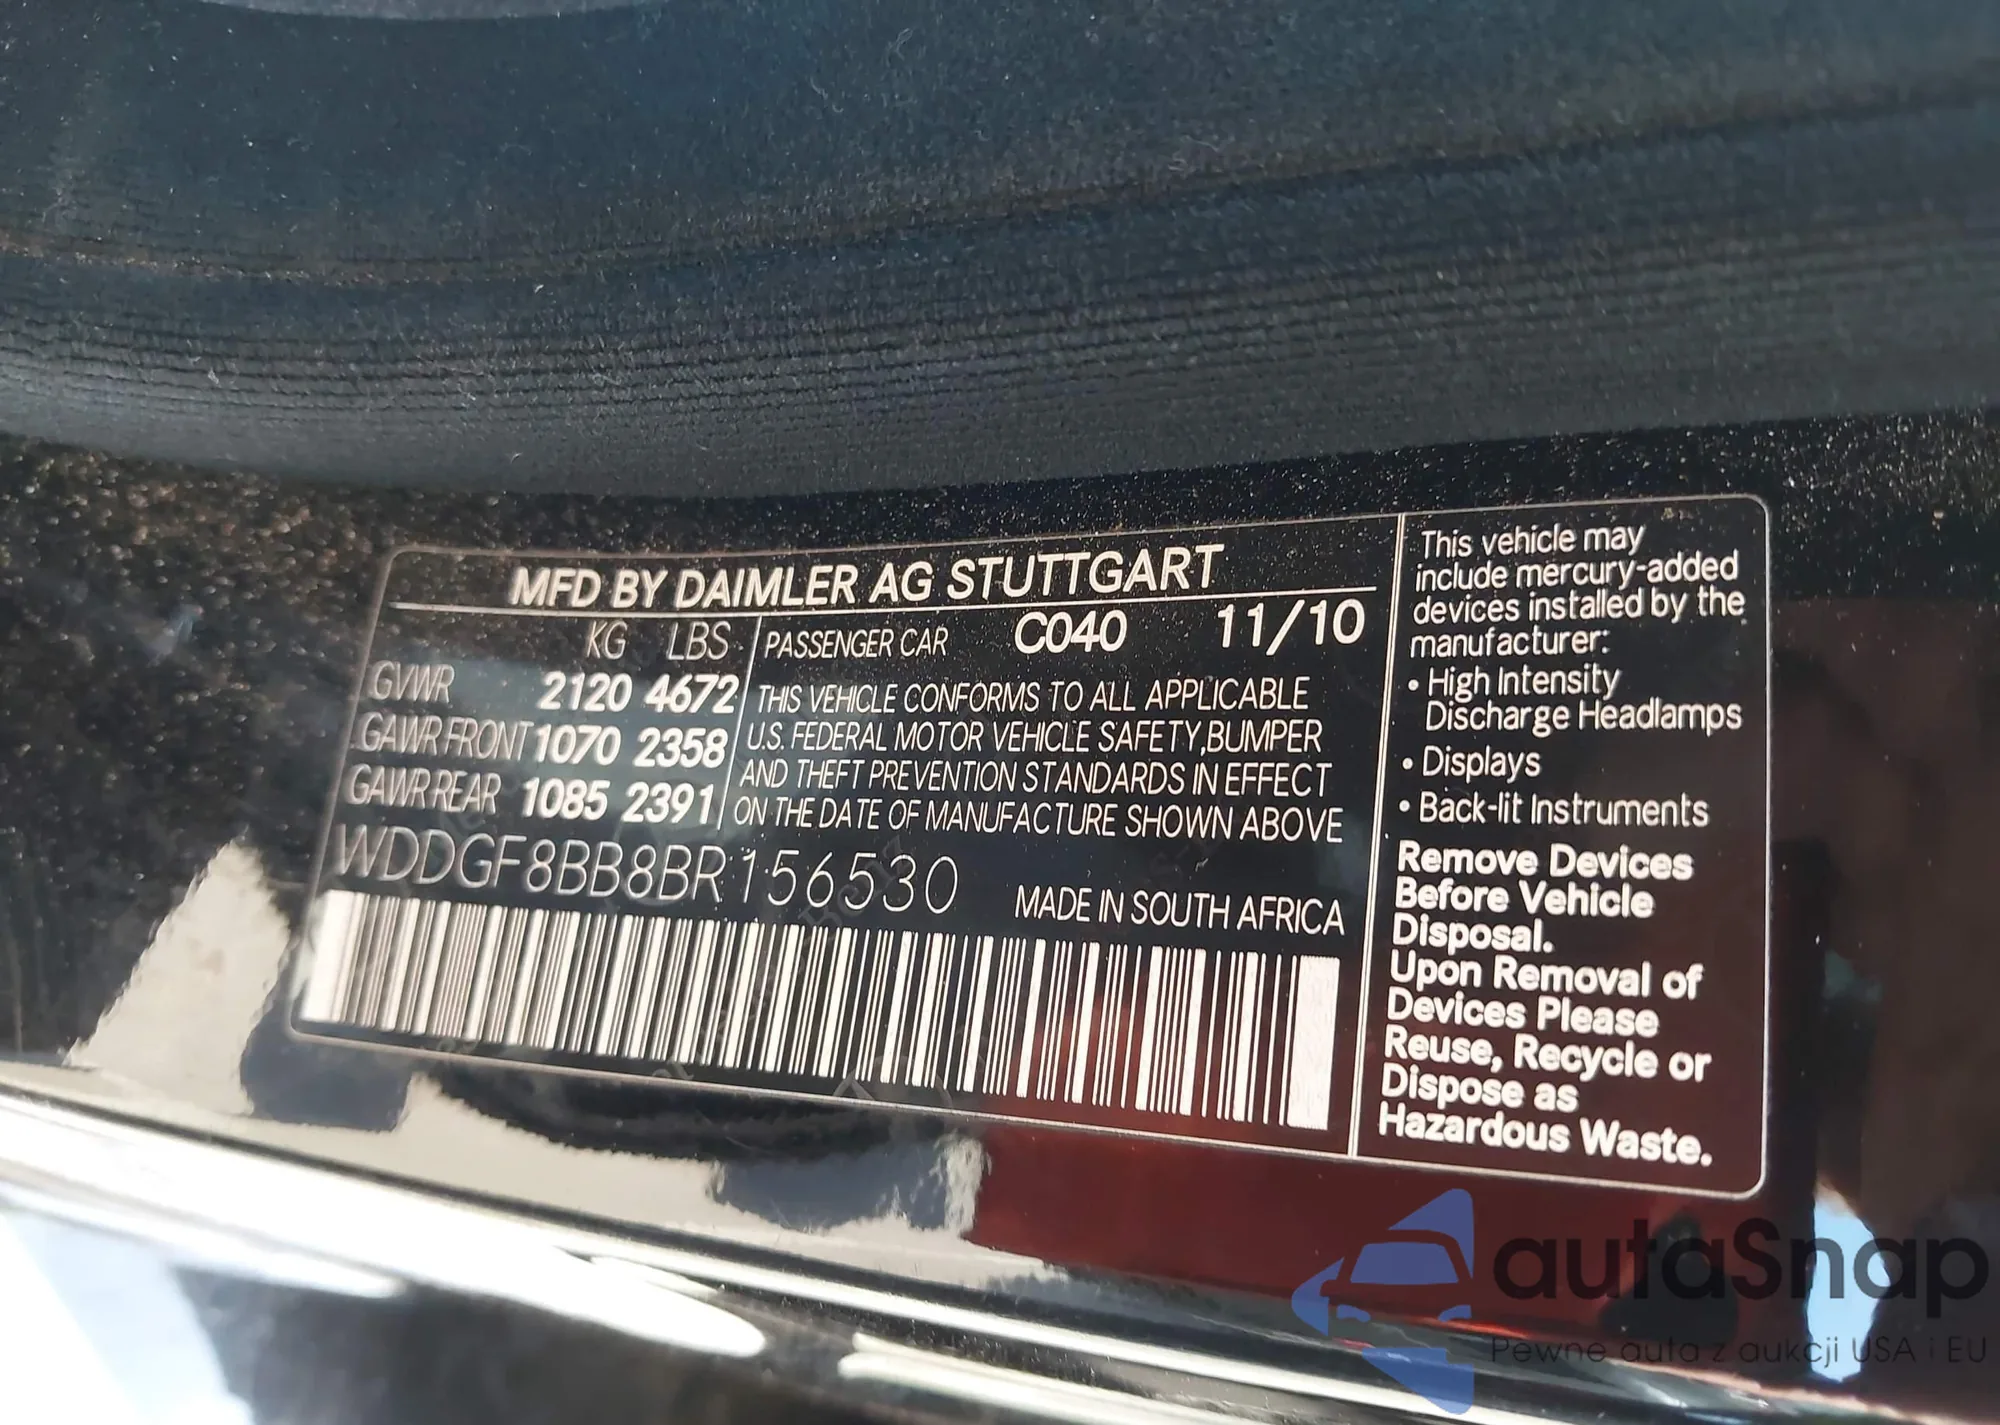 MFD BY DAIMLER AG STUTTGART
KG LBS
PASSENGER CAR C040 11/10
GVWR 2120 4672
GAWR FRONT 1070 2358
GAWR REAR 1085 2391
THIS VEHICLE CONFORMS TO ALL APPLICABLE
U.S. FEDERAL MOTOR VEHICLE SAFETY,BUMPER
AND THEFT PREVENTION STANDARDS IN EFFECT
ON THE DATE OF MANUFACTURE SHOWN ABOVE
WDDGF8BB8BR156530
MADE IN SOUTH AFRICA
This vehicle may
include mercury-added
devices installed by the
manufacturer:
• High Intensity
Discharge Headlamps
• Displays
• Back-lit Instruments
Remove Devices
Before Vehicle
Disposal.
Upon Removal of
Devices Please
Reuse, Recycle or
Dispose as
Hazardous Waste.
autaSnap
Pewne auta z aukcji USA i EU